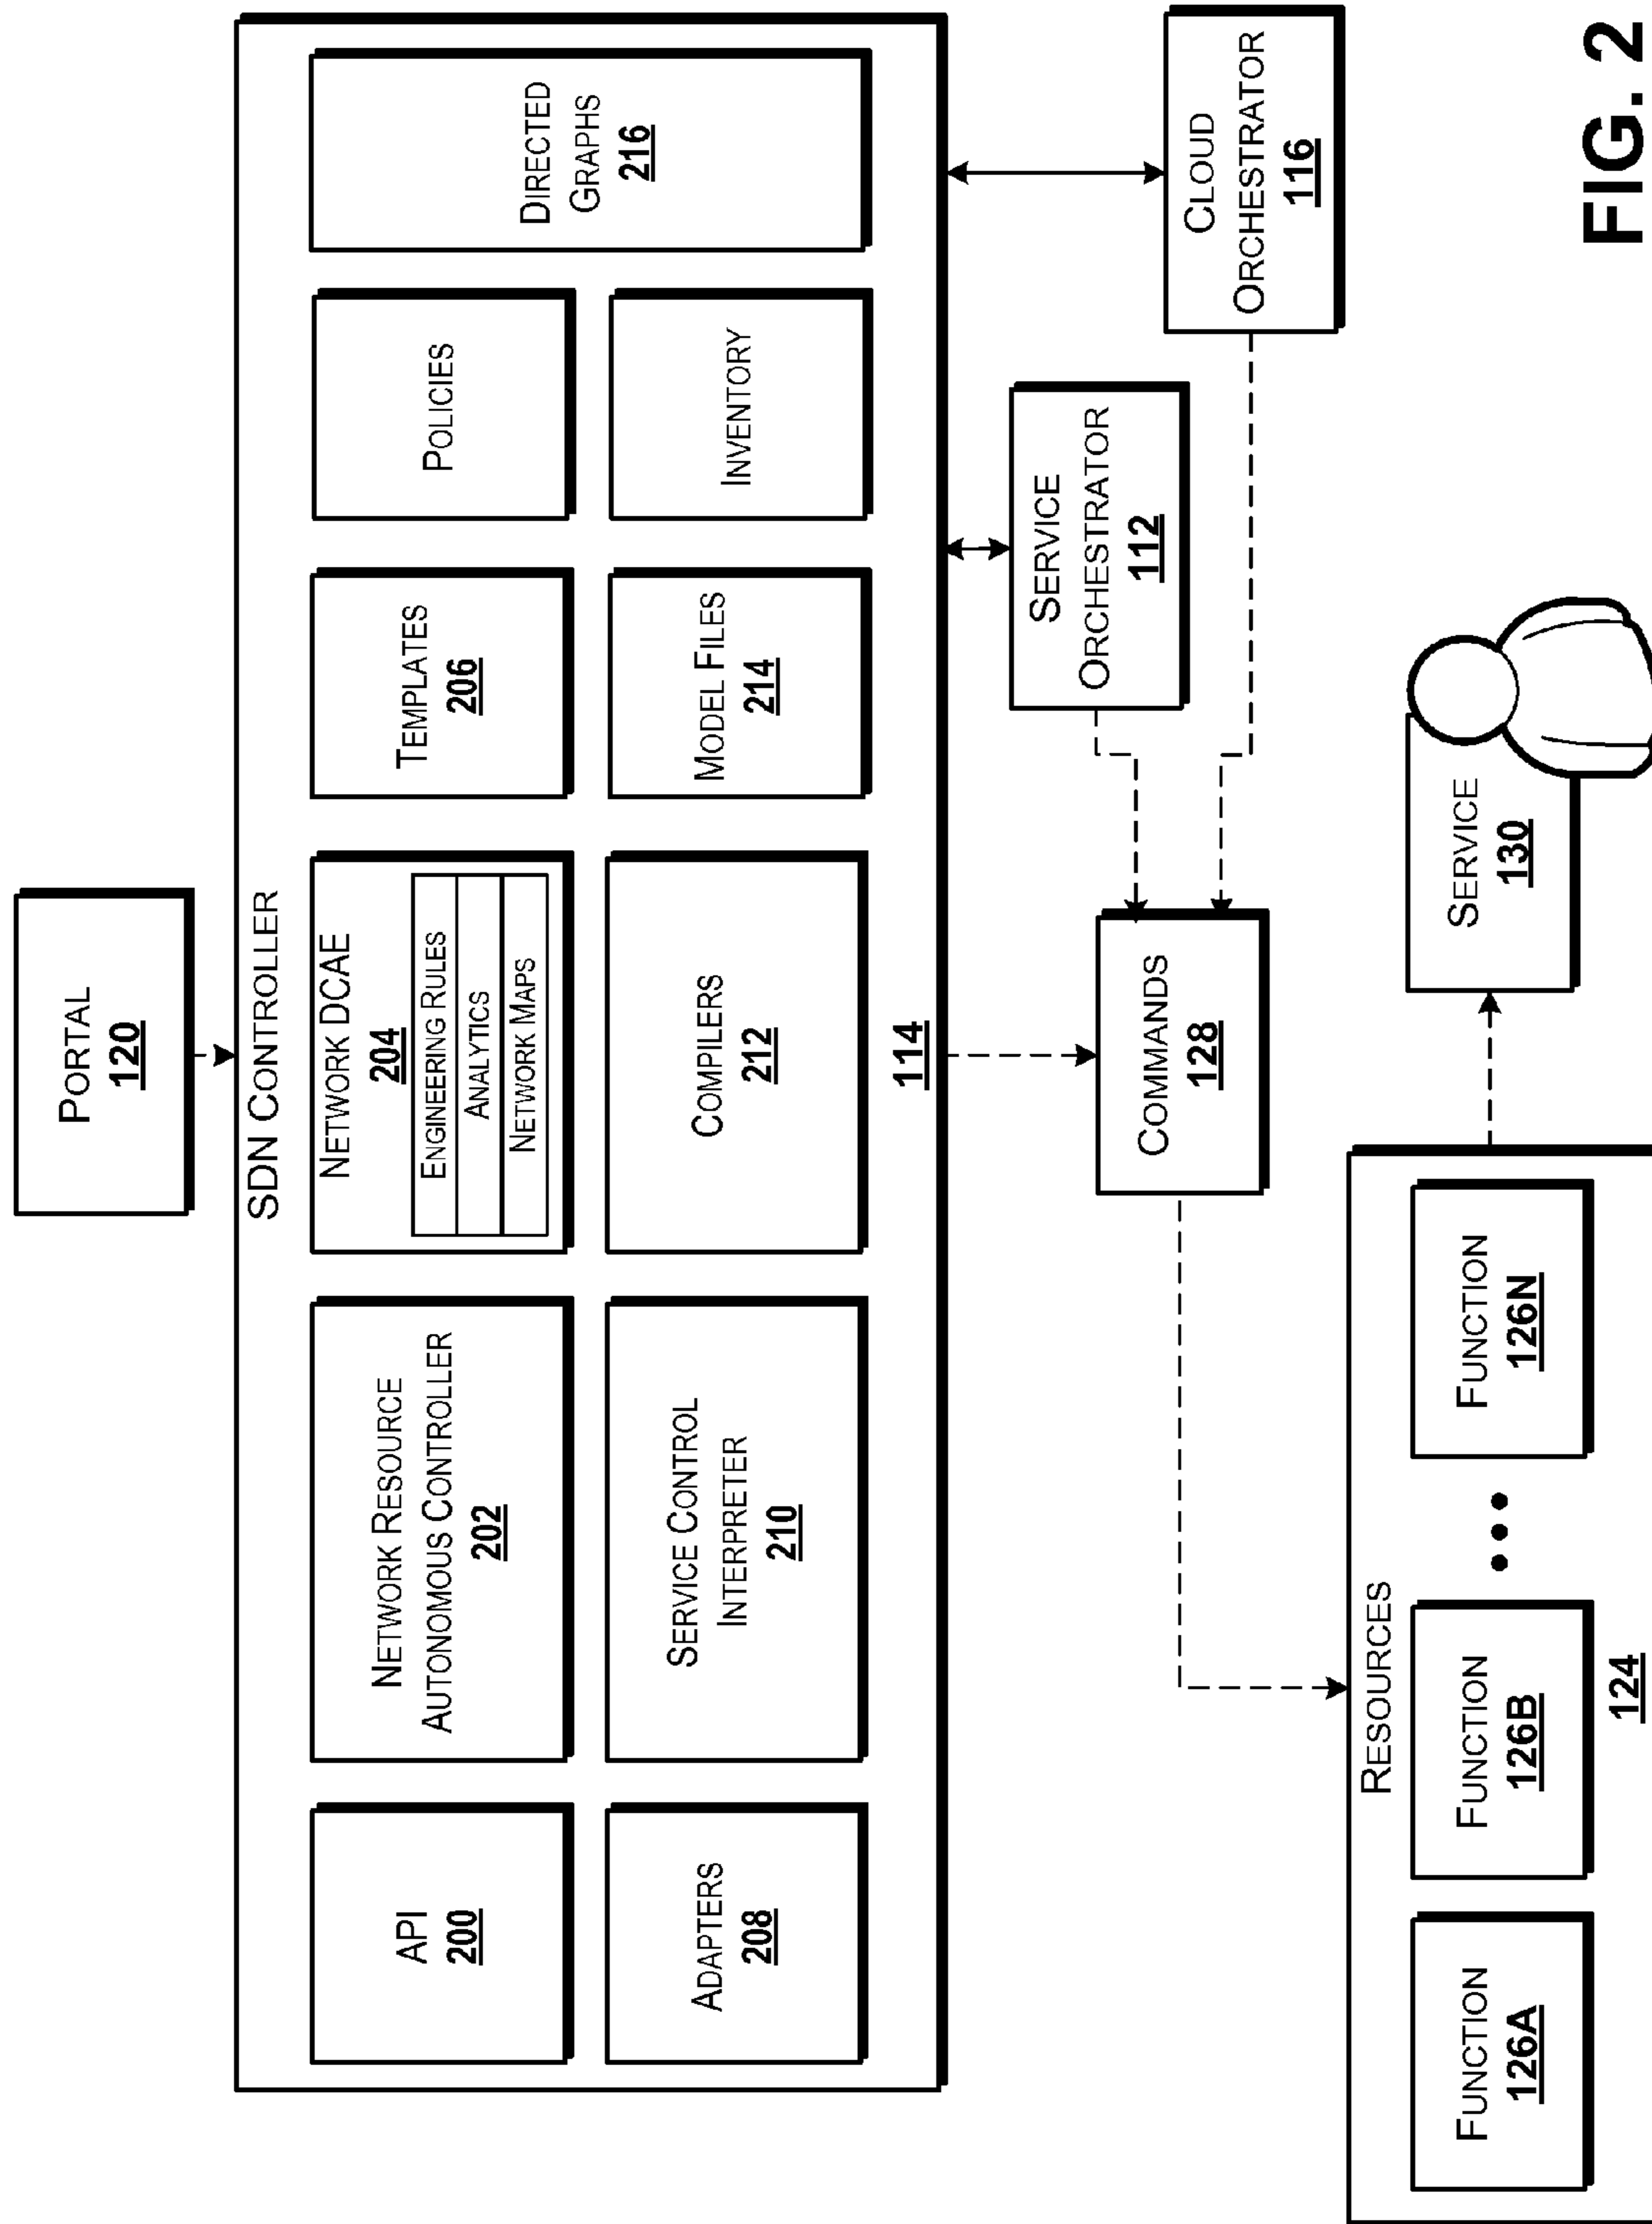 PORTAL
120
SDN CONTROLLER
API
200
NETWORK RESOURCE
AUTONOMOUS CONTROLLER
202
NETWORK DCAE
204
ENGINEERING RULES
ANALYTICS
NETWORK MAPS
TEMPLATES
206
POLICIES
DIRECTED
GRAPHS
216
ADAPTERS
208
SERVICE CONTROL
INTERPRETER
210
COMPILERS
212
MODEL FILES
214
INVENTORY
114
SERVICE
ORCHESTRATOR
112
CLOUD
ORCHESTRATOR
116
COMMANDS
128
RESOURCES
FUNCTION
126A
FUNCTION
126B
FUNCTION
126N
124
SERVICE
130
FIG. 2